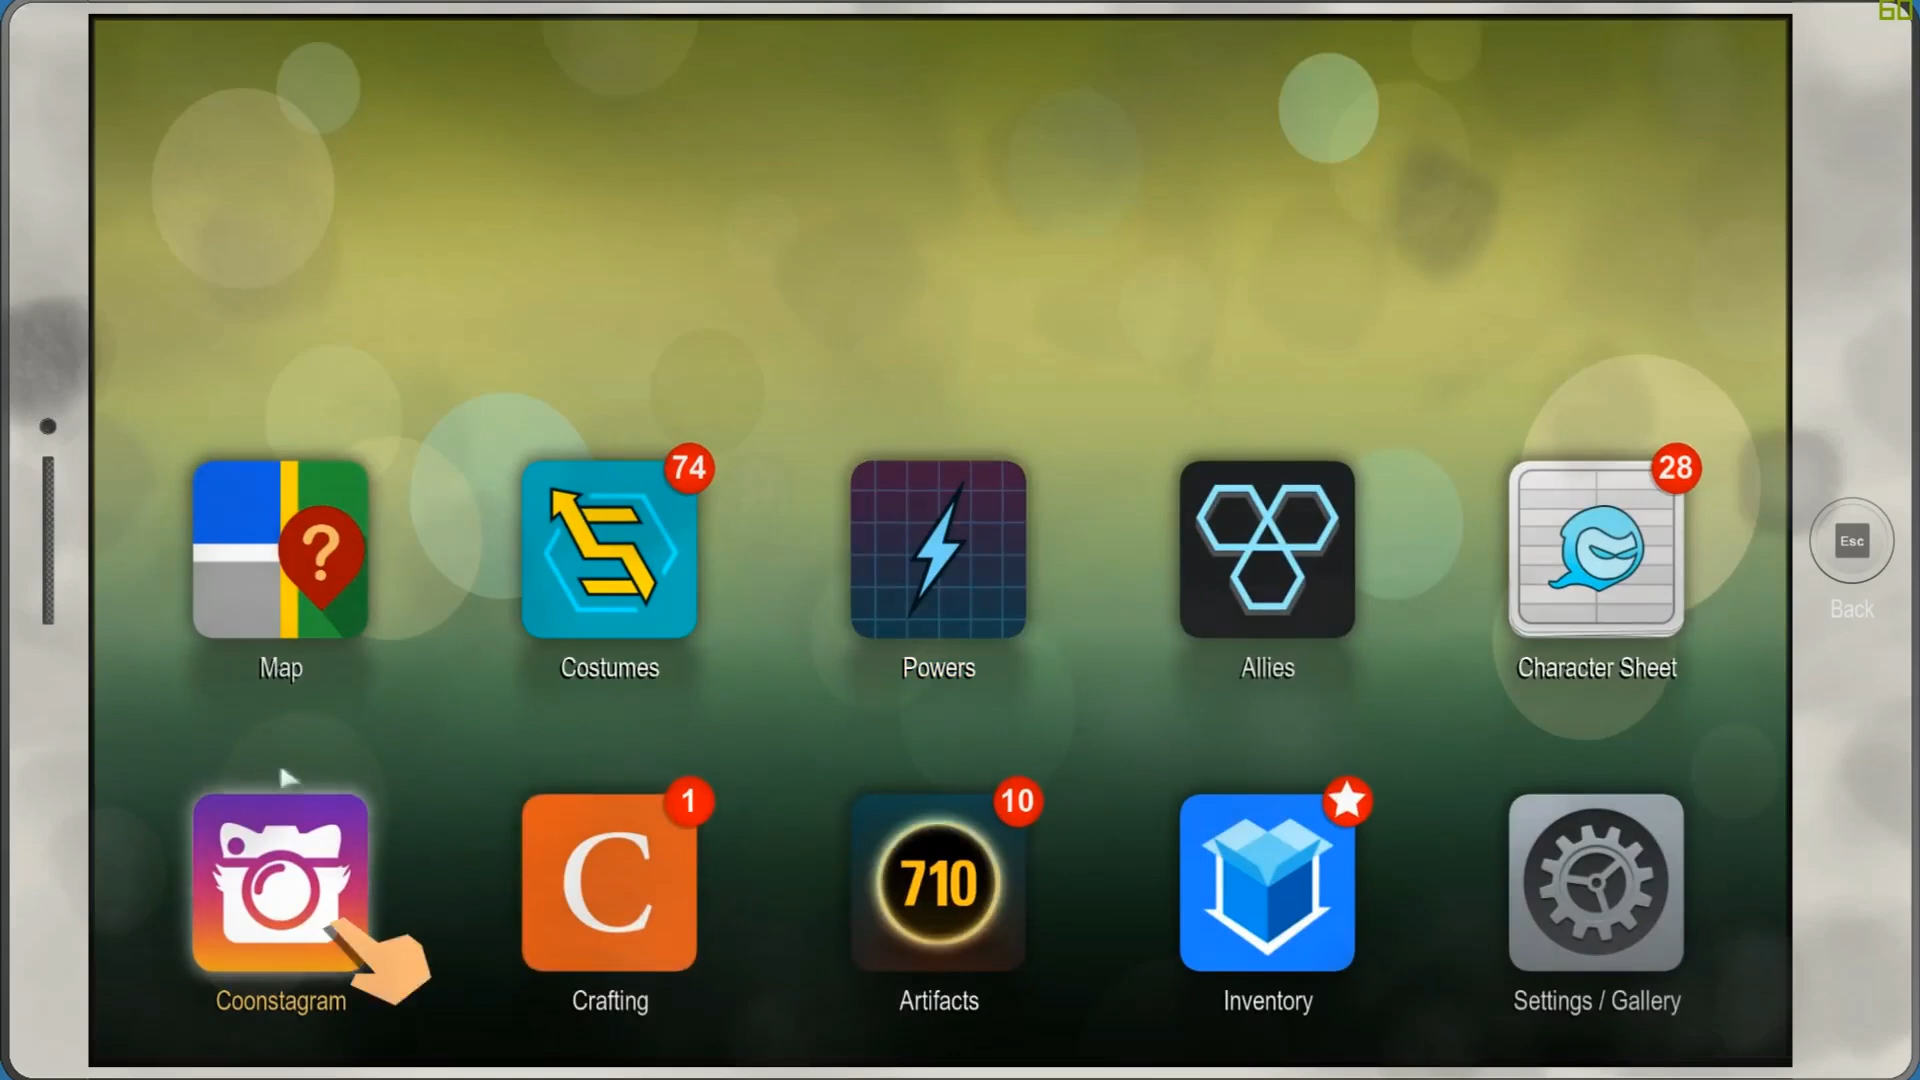 60
74
28
?
Map
Costumes
Powers
Allies
Character Sheet
Esc
Back
1
10
C
710
Coonstagram
Crafting
Artifacts
Inventory
Settings / Gallery